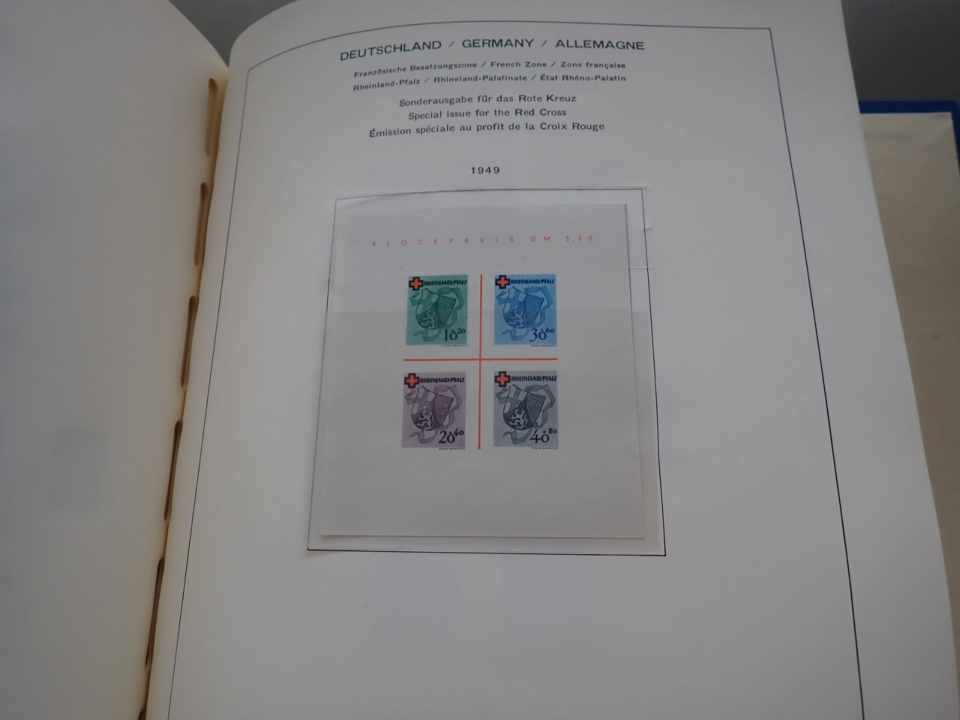 DEUTSCHLAND / GERMANY / ALLEMAGNE
Französische Besatzungszone / French Zone / Zone française
Rheinland-Pfalz / Rhineland-Palatinate / État Rhéno-Palatin
Sonderausgabe für das Rote Kreuz
Special issue for the Red Cross
Émission spéciale au profit de la Croix Rouge
1949
BLOCKPREIS DM
RHEINLAND-PFALZ
10+20
RHEINLAND-PFALZ
30+60
RHEINLAND-PFALZ
20+40
RHEINLAND-PFALZ
40+80